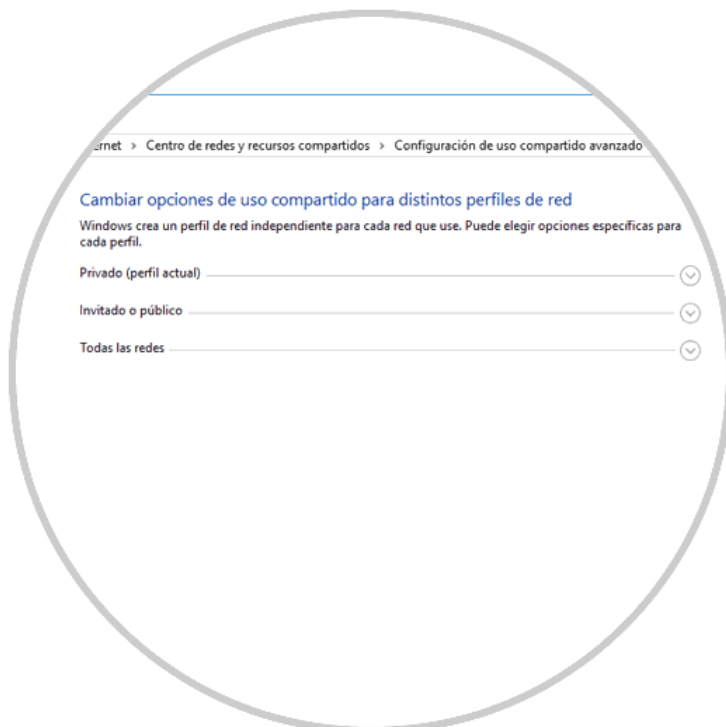 Centro de redes y recursos compartidos > Configuración de uso compartido avanzado
Cambiar opciones de uso compartido para distintos perfiles de red
Windows crea un perfil de red independiente para cada red que use. Puede elegir opciones específicas para
cada perfil.
Privado (perfil actual)
Invitado o público
Todas las redes